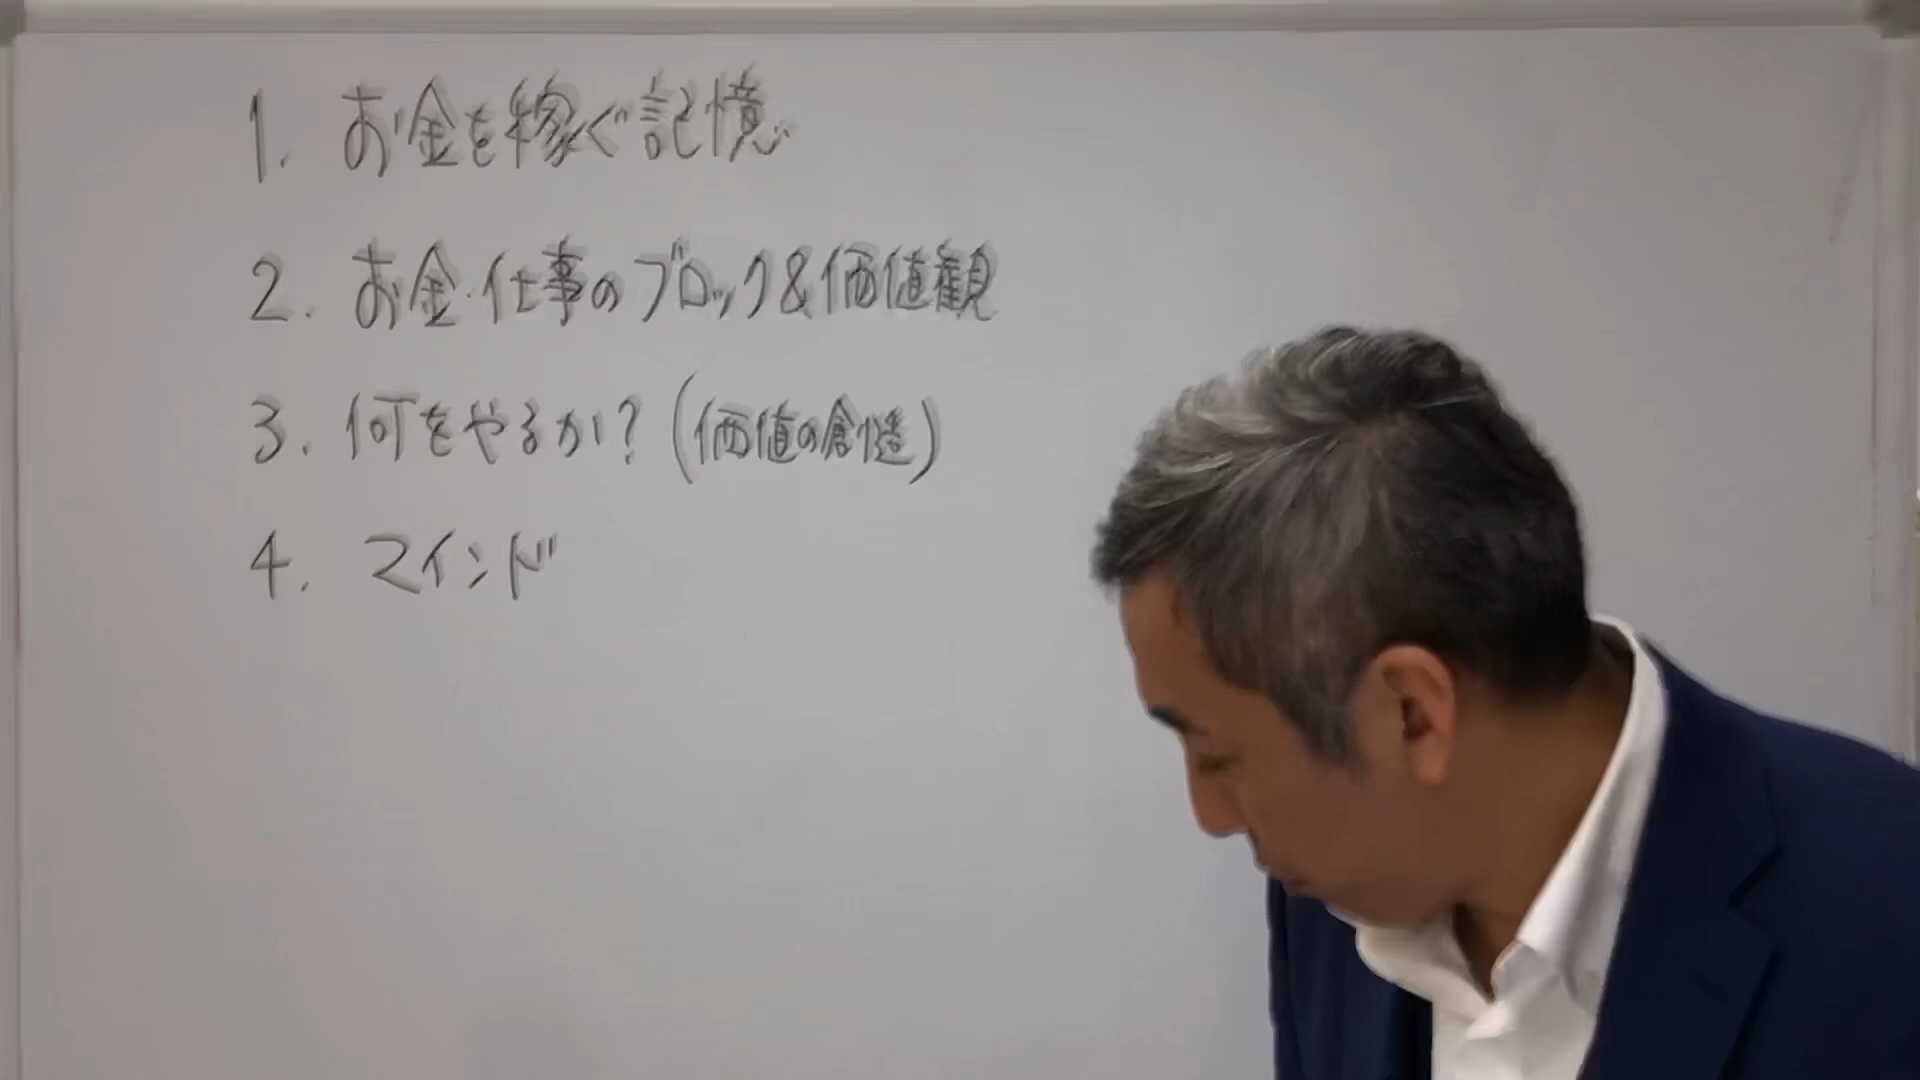 1. お金を稼ぐ記憶
2. お金・仕事のブロック&価値観
3. 何をやるか?(価値の創造)
4. マインド